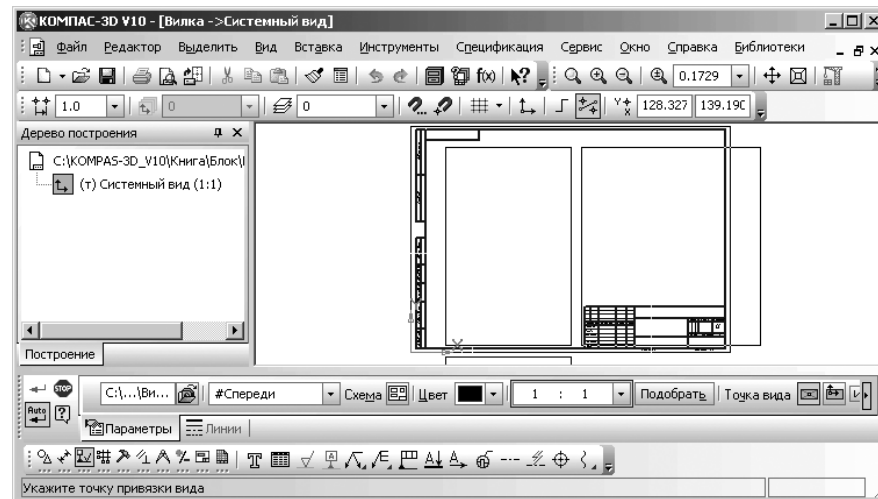 КОМПАС-3D V10 - [Вилка ->Системный вид]
Файл Редактор Выделить Вид Вставка Инструменты Спецификация Сервис Окно Справка Библиотеки
f(x) 0.1729
1.0 0 0 128.327 139.190
Дерево построения
C:\KOMPAS-3D_V10\Книга\Блок\
(т) Системный вид (1:1)
Построение
STOP C:\...\Ви... #Спереди Схема Цвет 1 : 1 Подобрать Точка вида
Auto Параметры Линии
Укажите точку привязки вида